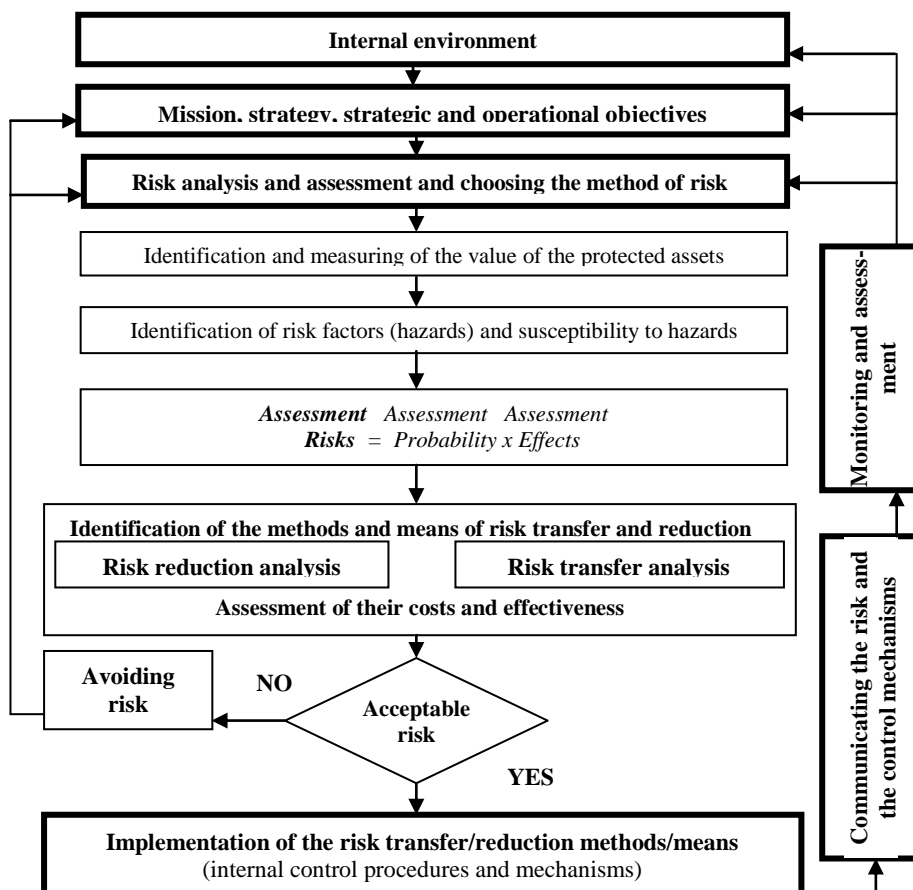 Internal environment
Mission, strategy, strategic and operational objectives
Risk analysis and assessment and choosing the method of risk
Identification and measuring of the value of the protected assets
Identification of risk factors (hazards) and susceptibility to hazards
Assessment Assessment Assessment
Risks = Probability x Effects
Identification of the methods and means of risk transfer and reduction
Risk reduction analysis
Risk transfer analysis
Assessment of their costs and effectiveness
Avoiding
risk
NO
Acceptable
risk
YES
Implementation of the risk transfer/reduction methods/means
(internal control procedures and mechanisms)
Monitoring and assess-
ment
Communicating the risk and
the control mechanisms